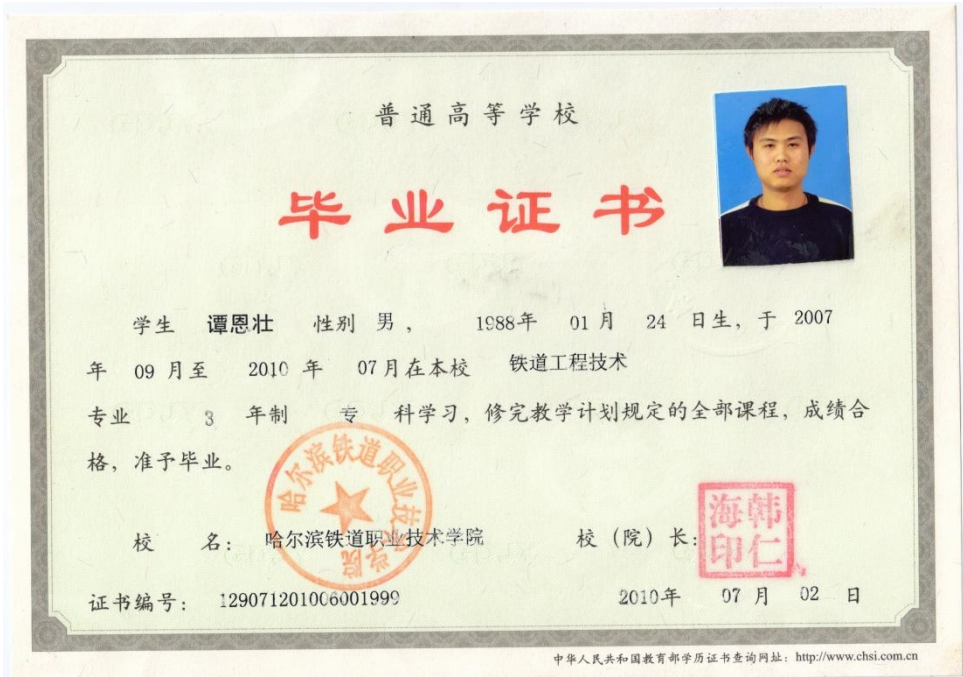 普通高等学校
毕业证书
学生 谭恩壮 性别 男， 1988年 01月 24 日生，于 2007
年 09月至 2010年 07月在本校 铁道工程技术
专业 3 年制 专 科学习，修完教学计划规定的全部课程，成绩合
格，准予毕业。
哈尔滨铁道职业技术学院
校 名： 哈尔滨铁道职业技术学院 校（院）长：
韩仁海印
证书编号： 129071201006001999 2010年 07月 02 日
中华人民共和国教育部学历证书查询网址：http://www.chsi.com.cn